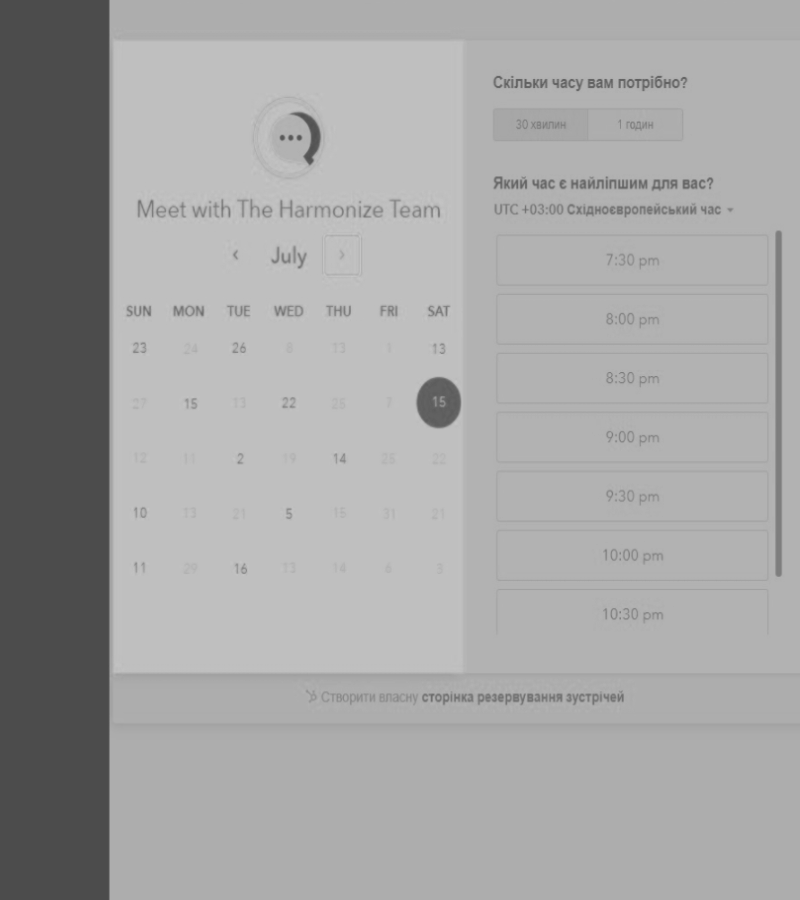 Meet with The Harmonize Team
July
SUN MON TUE WED THU FRI SAT
23 24 26 8 13 13
27 15 13 22 26 7 15
12 11 2 19 14 22
10 13 21 5 15 31 21
11 29 16 13 14 6 3
Скільки часу вам потрібно?
30 хвилин 1 годин
Який час є найліпшим для вас?
UTC +03:00 Східноєвропейський час
7:30 pm
8:00 pm
8:30 pm
9:00 pm
9:30 pm
10:00 pm
10:30 pm
Створити власну сторінка резервування зустрічей